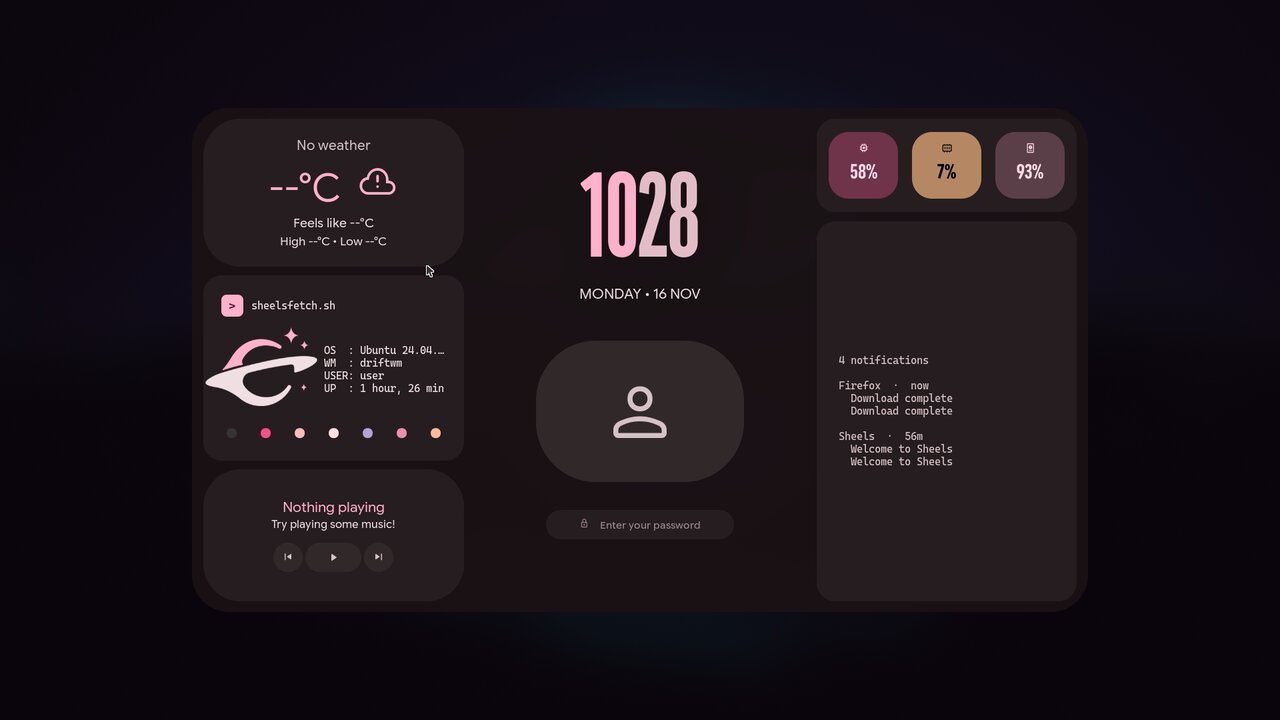 No weather
--°C
Feels like --°C
High --°C • Low --°C
> sheelsfetch.sh
OS  : Ubuntu 24.04.…
WM  : driftwm
USER: user
UP  : 1 hour, 26 min
Nothing playing
Try playing some music!
1028
MONDAY • 16 NOV
Enter your password
58%
7%
93%
4 notifications
Firefox · now
Download complete
Download complete
Sheels · 56m
Welcome to Sheels
Welcome to Sheels